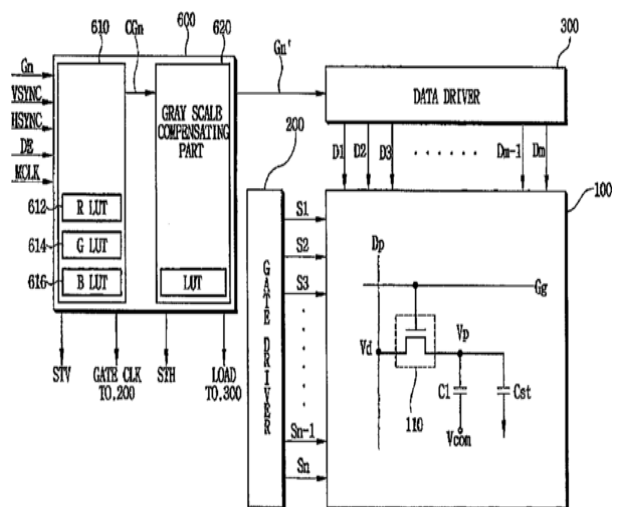 610
CGn
600
620
Gn'
300
Gn
VSYNC
HSYNC
DE
MCLK
GRAY SCALE
COMPENSATING
PART
DATA DRIVER
200
D1
D2
D3
. . . . . .
Dm-1
Dm
100
612
R LUT
614
G LUT
616
B LUT
LUT
GATE DRIVER
S1
S2
S3
Sn-1
Sn
Dp
Gg
Vd
Vp
110
C1
Cst
Vcom
STV
GATE CLK
TO,200
STH
LOAD
TO,300